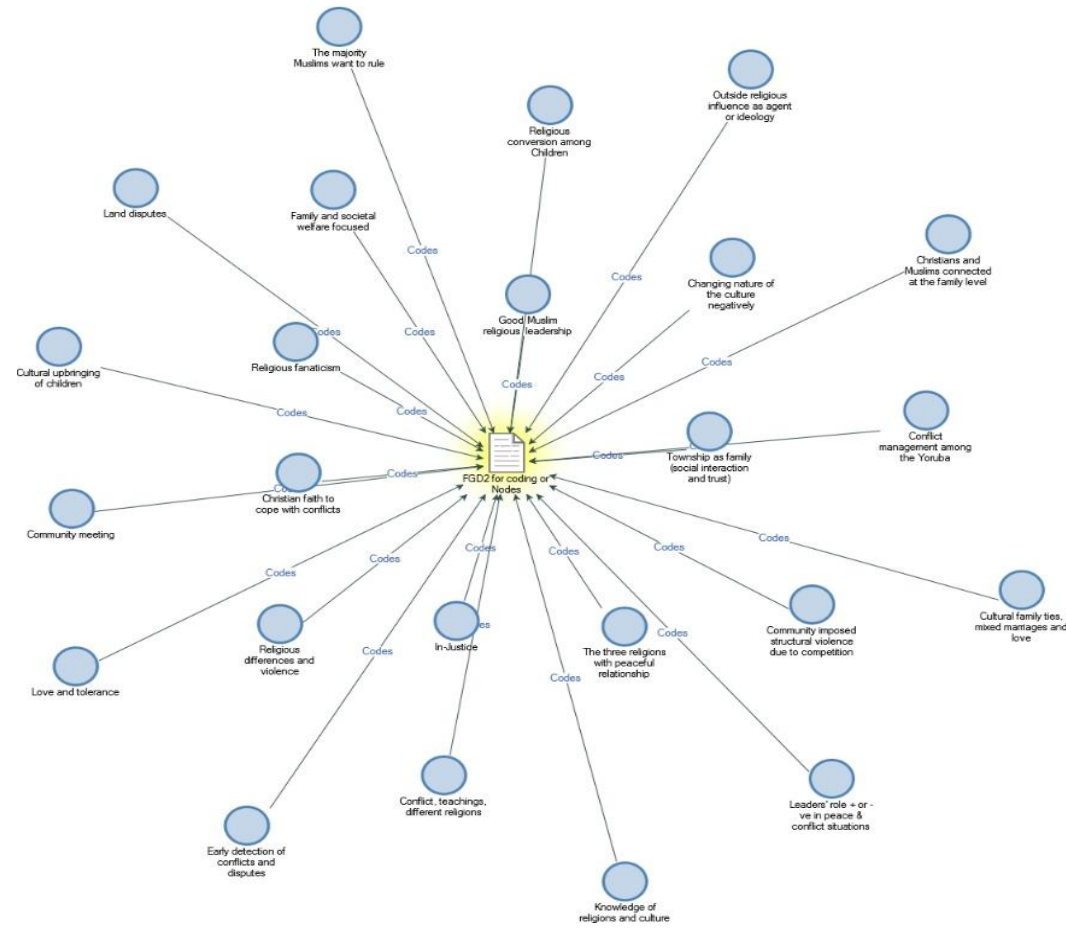 The majority
Muslims want to rule
Outside religious
influence as agent
or ideology
Religious
conversion among
Children
Land disputes
Family and societal
welfare focused
Christians and
Muslims connected
at the family level
Changing nature of
the culture
negatively
Codes
Codes
Good Muslim
religious leadership
Codes
Codes
Codes
Religious fanaticism
Cultural upbringing
of children
Codes
Codes
Codes
Codes
Codes
Conflict
management among
the Yoruba
Township as family
(social interaction
and trust)
Codes
Codes
FGD2 for coding or
Nodes
Christian faith to
cope with conflicts
Community meeting
Codes
Codes
Codes
Codes
Codes
Codes
Cultural family ties,
mixed marriages and
love
Community imposed
structural violence
due to competition
In-Justice
Religious
differences and
violence
The three religions
with peaceful
relationship
Codes
Codes
Codes
Love and tolerance
Conflict, teachings,
different religions
Leaders' role + or -
ve in peace &
conflict situations
Early detection of
conflicts and
disputes
Knowledge of
religions and culture